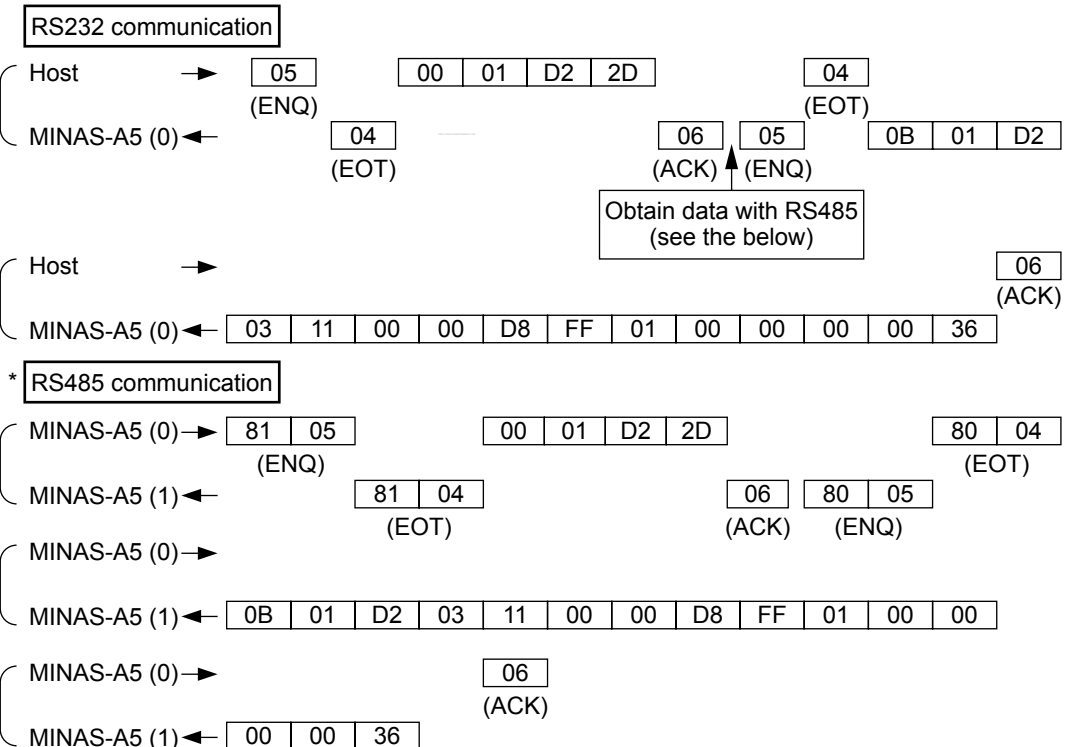 RS232 communication
Host 05 00 01 D2 2D 04
(ENQ) (EOT)
MINAS-A5 (0) 04 06 05 0B 01 D2
(EOT) (ACK) (ENQ)
Obtain data with RS485
(see the below)
Host 06
(ACK)
MINAS-A5 (0) 03 11 00 00 D8 FF 01 00 00 00 00 36
* RS485 communication
MINAS-A5 (0) 81 05 00 01 D2 2D 80 04
(ENQ) (EOT)
MINAS-A5 (1) 81 04 06 80 05
(EOT) (ACK) (ENQ)
MINAS-A5 (0)
MINAS-A5 (1) 0B 01 D2 03 11 00 00 D8 FF 01 00 00
MINAS-A5 (0) 06
(ACK)
MINAS-A5 (1) 00 00 36